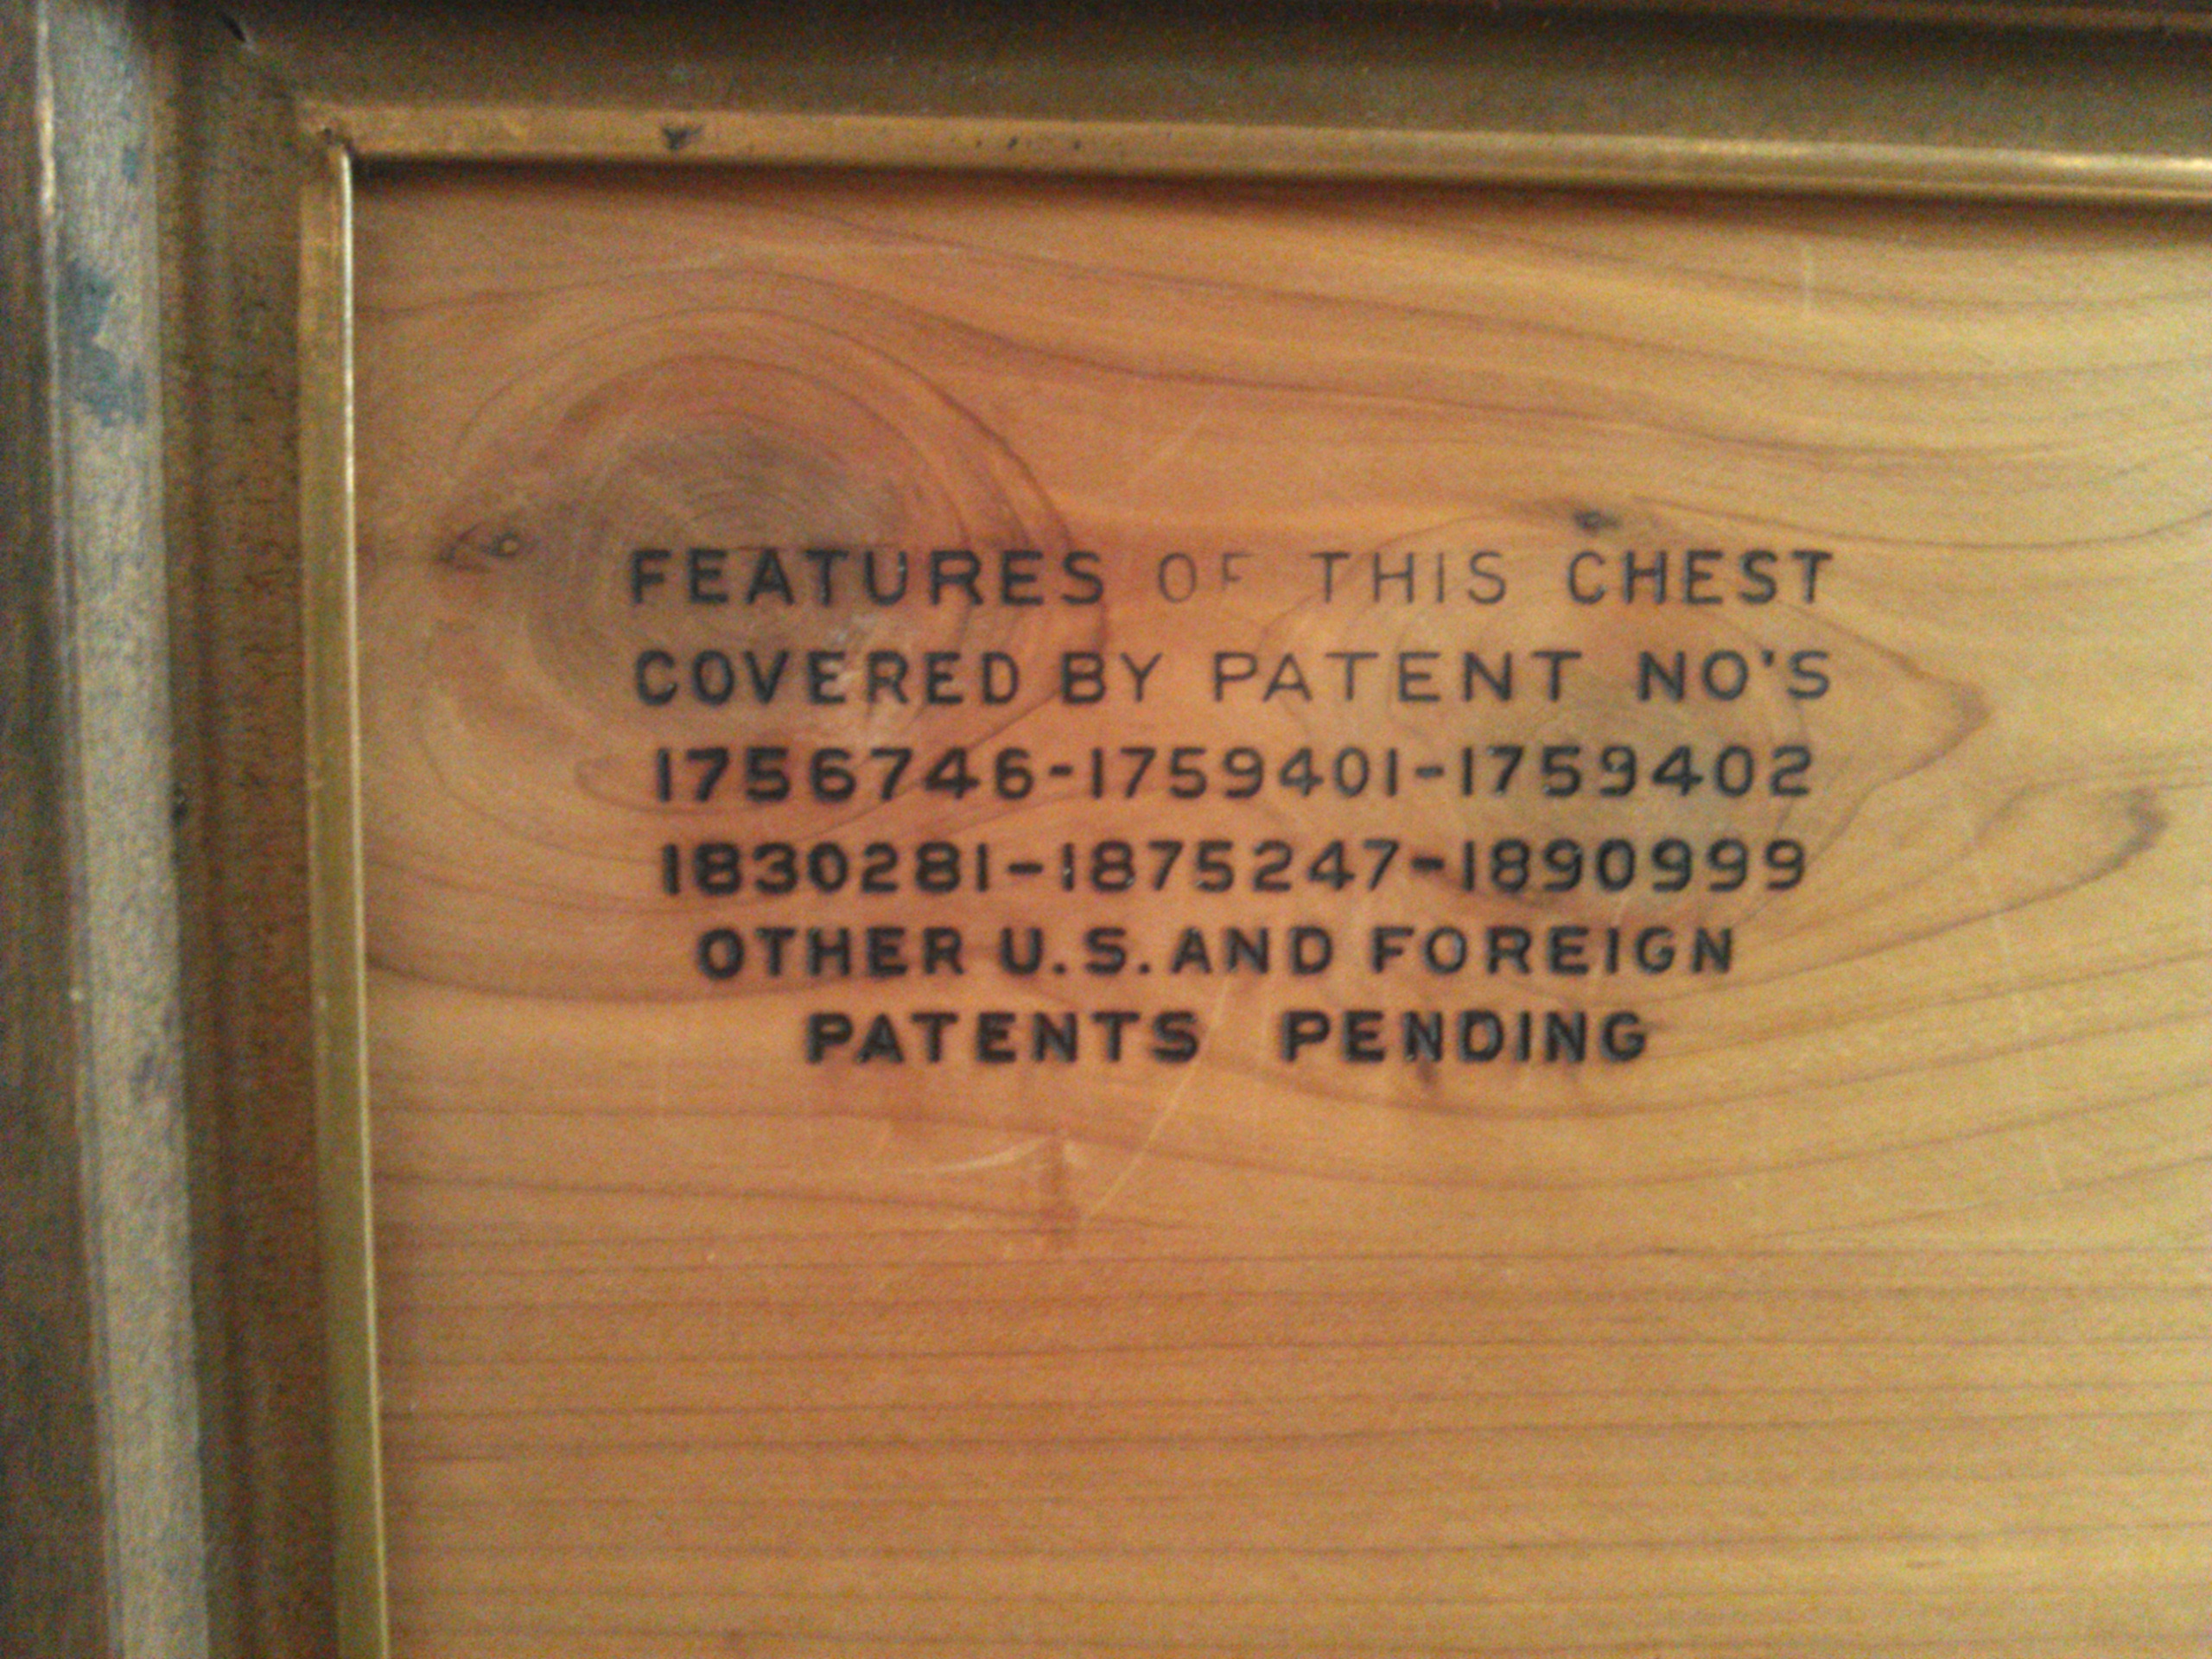 FEATURES OF THIS CHEST
COVERED BY PATENT NO'S
1756746-1759401-1759402
1830281-1875247-1890999
OTHER U.S. AND FOREIGN
PATENTS PENDING